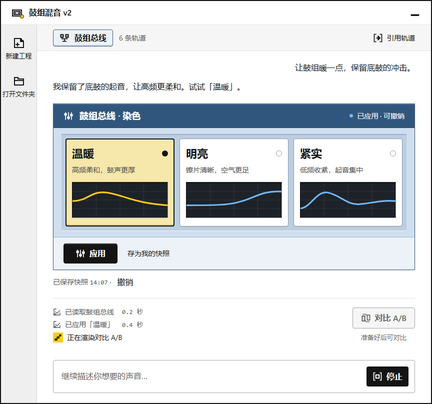 鼓组混音 v2
新建工程
打开文件夹
鼓组总线 6 条轨道 引用轨道
让鼓组暖一点，保留底鼓的冲击。
我保留了底鼓的起音，让高频更柔和。试试「温暖」。
鼓组总线 · 染色 已应用 · 可撤销
温暖
高频柔和，鼓声更厚
明亮
镲片清晰，空气更足
紧实
低频收紧，起音集中
应用 存为我的快照
已保存快照 14:07 · 撤销
已读取鼓组总线 0.2 秒
已应用「温暖」 0.4 秒
正在渲染对比 A/B
对比 A/B
准备好后可对比
继续描述你想要的声音…
停止